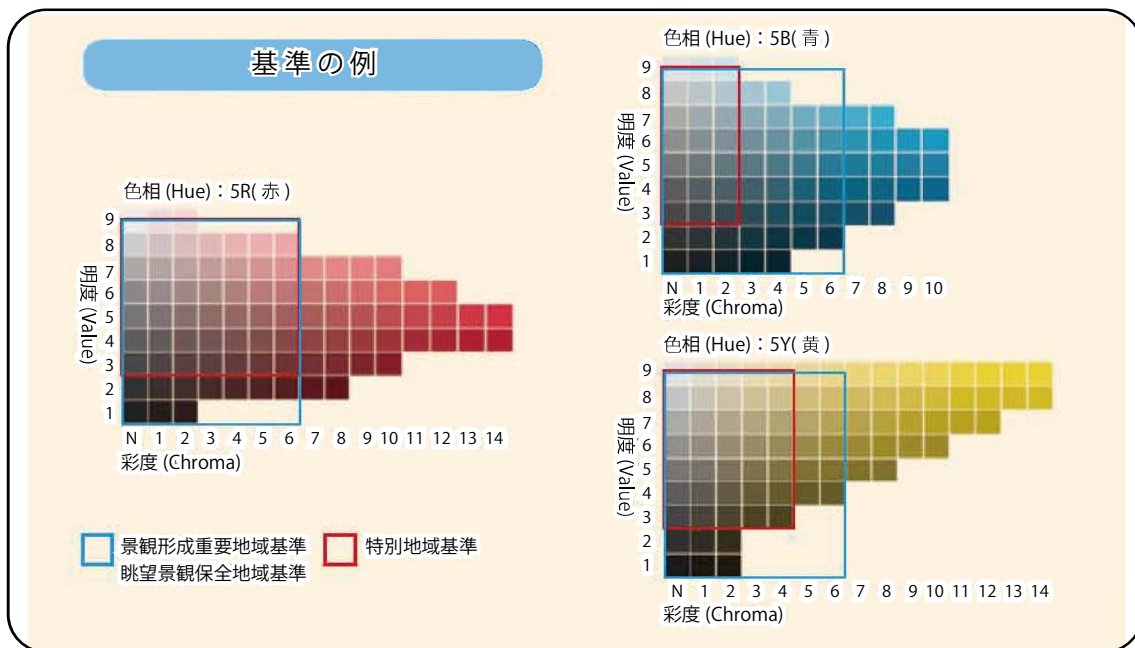 基準の例
色相 (Hue)：5R( 赤 )
9
8
7
6
5
4
3
2
1
明度 (Value)
N 1 2 3 4 5 6 7 8 9 10 11 12 13 14
彩度 (Chroma)
景観形成重要地域基準
眺望景観保全地域基準
特別地域基準
色相 (Hue)：5B( 青 )
9
8
7
6
5
4
3
2
1
明度 (Value)
N 1 2 3 4 5 6 7 8 9 10
彩度 (Chroma)
色相 (Hue)：5Y( 黄 )
9
8
7
6
5
4
3
2
1
明度 (Value)
N 1 2 3 4 5 6 7 8 9 10 11 12 13 14
彩度 (Chroma)